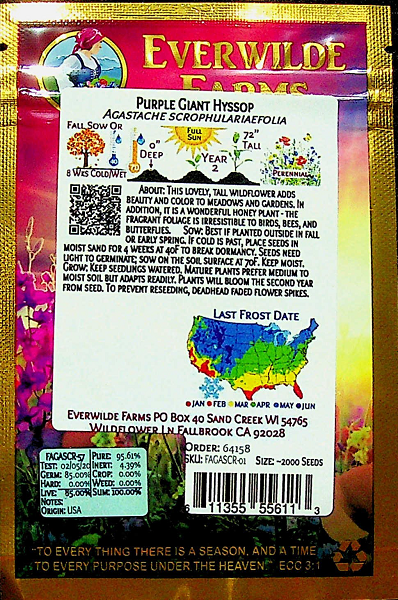 EVERWILDE
FARMS
PURPLE GIANT HYSSOP
AGASTACHE SCROPHULARIAEFOLIA
FALL SOW OR
8 WKS COLD/WET
0"
DEEP
FULL
SUN
YEAR
2
72"
TALL
PERENNIAL
ABOUT: THIS LOVELY, TALL WILDFLOWER ADDS
BEAUTY AND COLOR TO MEADOWS AND GARDENS. IN
ADDITION, IT IS A WONDERFUL HONEY PLANT - THE
FRAGRANT FOLIAGE IS IRRESISTIBLE TO BIRDS, BEES, AND
BUTTERFLIES. SOW: BEST IF PLANTED OUTSIDE IN FALL
OR EARLY SPRING. IF COLD IS PAST, PLACE SEEDS IN
MOIST SAND FOR 4 WEEKS AT 40F TO BREAK DORMANCY. SEEDS NEED
LIGHT TO GERMINATE; SOW ON THE SOIL SURFACE AT 70F. KEEP MOIST.
GROW: KEEP SEEDLINGS WATERED. MATURE PLANTS PREFER MEDIUM TO
MOIST SOIL BUT ADAPTS READILY. PLANTS WILL BLOOM THE SECOND YEAR
FROM SEED. TO PREVENT RESEEDING, DEADHEAD FADED FLOWER SPIKES.
LAST FROST DATE
JAN FEB MAR APR MAY JUN
EVERWILDE FARMS PO BOX 40 SAND CREEK WI 54765
WILDFLOWER LN FALLBROOK CA 92028
ORDER: 64158
SKU: FAGASCR-01 SIZE: ~2000 SEEDS
FAGASCR-57 PURE: 95.61%
TEST: 02/05/20 INERT: 4.39%
GERM: 85.00% CROP: 0.00%
HARD: 0.00% WEED: 0.00%
LIVE: 85.00% SUM: 100.00%
NOTES:
ORIGIN: USA
6 11355 55611 3
"TO EVERY THING THERE IS A SEASON, AND A TIME
TO EVERY PURPOSE UNDER THE HEAVEN." ECC 3:1